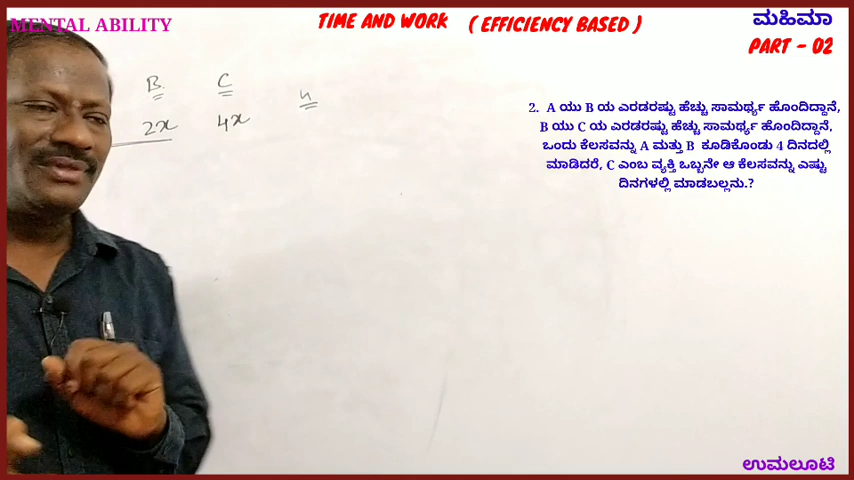 MENTAL ABILITY
TIME AND WORK ( EFFICIENCY BASED )
ಮಹಿಮಾ
PART - 02
B C 4
2x 4x
2. A ಯು B ಯ ಎರಡರಷ್ಟು ಹೆಚ್ಚು ಸಾಮರ್ಥ್ಯ ಹೊಂದಿದ್ದಾನೆ,
B ಯು C ಯ ಎರಡರಷ್ಟು ಹೆಚ್ಚು ಸಾಮರ್ಥ್ಯ ಹೊಂದಿದ್ದಾನೆ,
ಒಂದು ಕೆಲಸವನ್ನು A ಮತ್ತು B ಕೂಡಿಕೊಂಡು 4 ದಿನದಲ್ಲಿ
ಮಾಡಿದರೆ, C ಎಂಬ ವ್ಯಕ್ತಿ ಒಬ್ಬನೇ ಆ ಕೆಲಸವನ್ನು ಎಷ್ಟು
ದಿನಗಳಲ್ಲಿ ಮಾಡಬಲ್ಲನು.?
ಉಮಲೂಟಿ